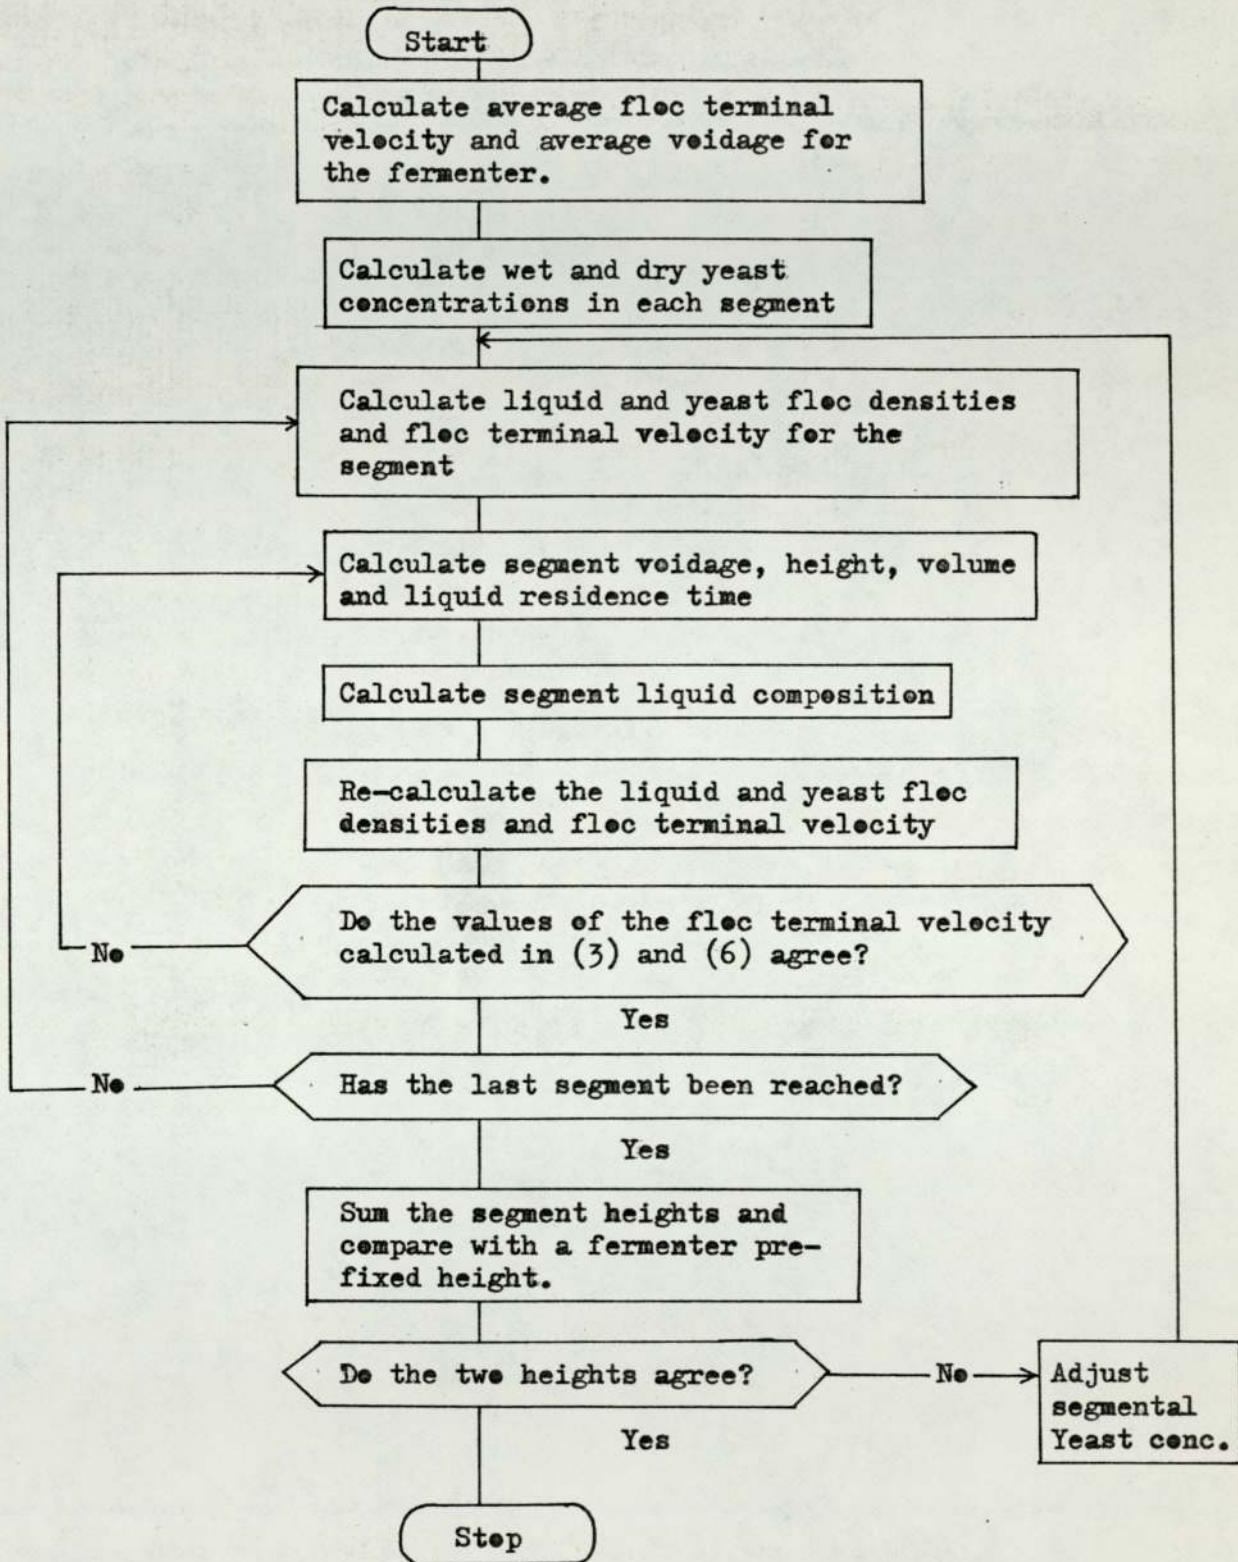 Start
Calculate average floc terminal
velocity and average voidage for
the fermenter.
Calculate wet and dry yeast
concentrations in each segment
Calculate liquid and yeast floc densities
and floc terminal velocity for the
segment
Calculate segment voidage, height, volume
and liquid residence time
Calculate segment liquid composition
Re-calculate the liquid and yeast floc
densities and floc terminal velocity
Do the values of the floc terminal velocity
calculated in (3) and (6) agree?
No
Yes
No
Has the last segment been reached?
Yes
Sum the segment heights and
compare with a fermenter pre-
fixed height.
Do the two heights agree?
No
Adjust
segmental
Yeast conc.
Yes
Stop